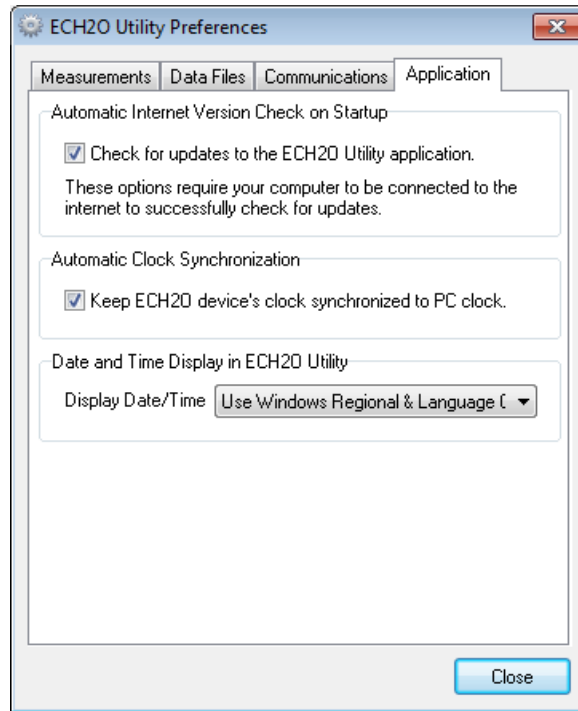 ECH2O Utility Preferences
Measurements Data Files Communications Application
Automatic Internet Version Check on Startup
Check for updates to the ECH2O Utility application.
These options require your computer to be connected to the
internet to successfully check for updates.
Automatic Clock Synchronization
Keep ECH2O device's clock synchronized to PC clock.
Date and Time Display in ECH2O Utility
Display Date/Time Use Windows Regional & Language (
Close